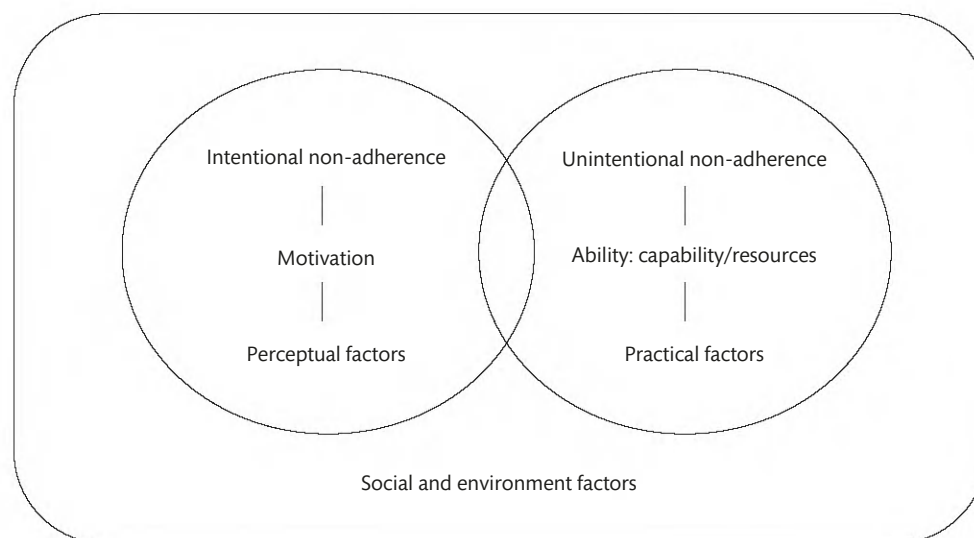 Intentional non-adherence
Motivation
Perceptual factors
Unintentional non-adherence
Ability: capability/resources
Practical factors
Social and environment factors